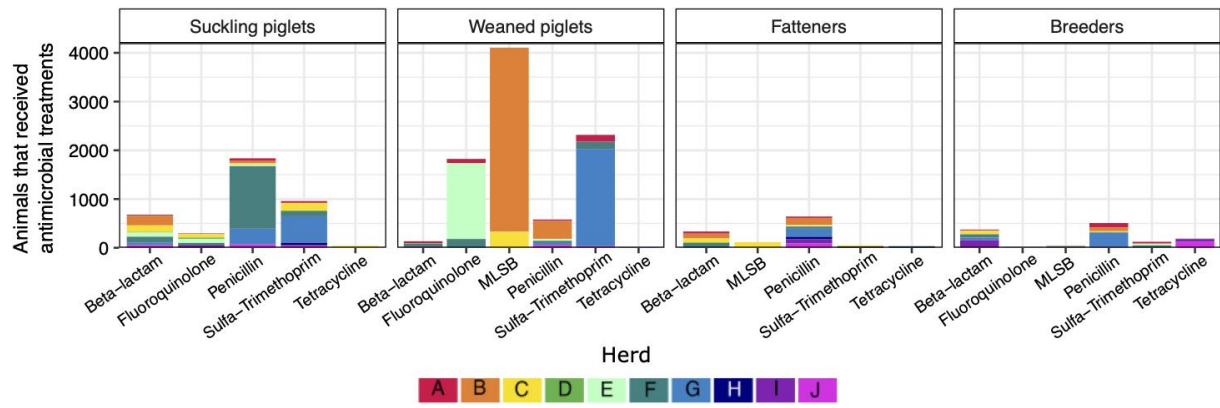 Suckling piglets
Weaned piglets
Fatteners
Breeders
Animals that received
antimicrobial treatments
4000
3000
2000
1000
0
Beta-lactam
Fluoroquinolone
Penicillin
Sulfa-Trimethoprim
Tetracycline
Beta-lactam
Fluoroquinolone
MLSB
Penicillin
Sulfa-Trimethoprim
Tetracycline
Beta-lactam
MLSB
Penicillin
Sulfa-Trimethoprim
Tetracycline
Beta-lactam
Fluoroquinolone
MLSB
Penicillin
Sulfa-Trimethoprim
Tetracycline
Herd
A B C D E F G H I J